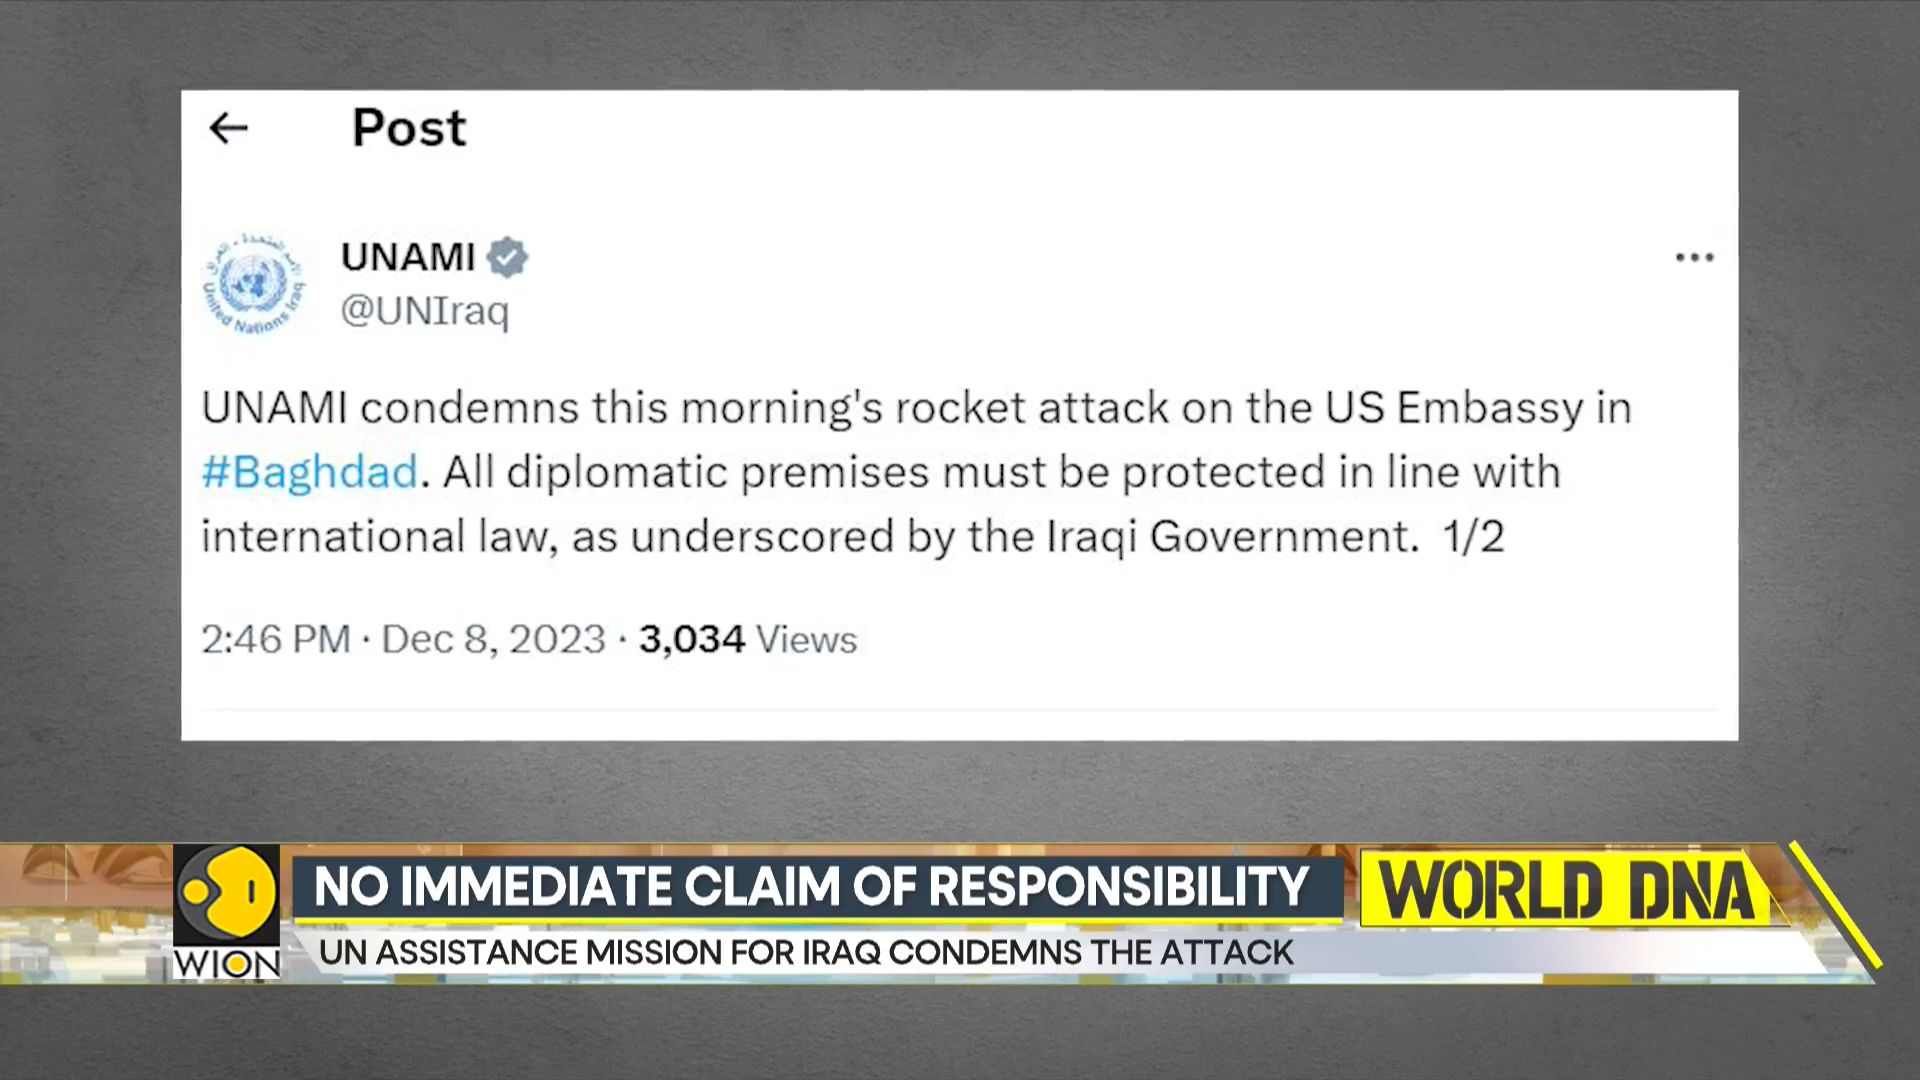 Post
UNAMI
@UNIraq
United Nations Iraq
UNAMI condemns this morning's rocket attack on the US Embassy in
#Baghdad. All diplomatic premises must be protected in line with
international law, as underscored by the Iraqi Government. 1/2
2:46 PM · Dec 8, 2023 · 3,034 Views
NO IMMEDIATE CLAIM OF RESPONSIBILITY
WORLD DNA
UN ASSISTANCE MISSION FOR IRAQ CONDEMNS THE ATTACK
WION